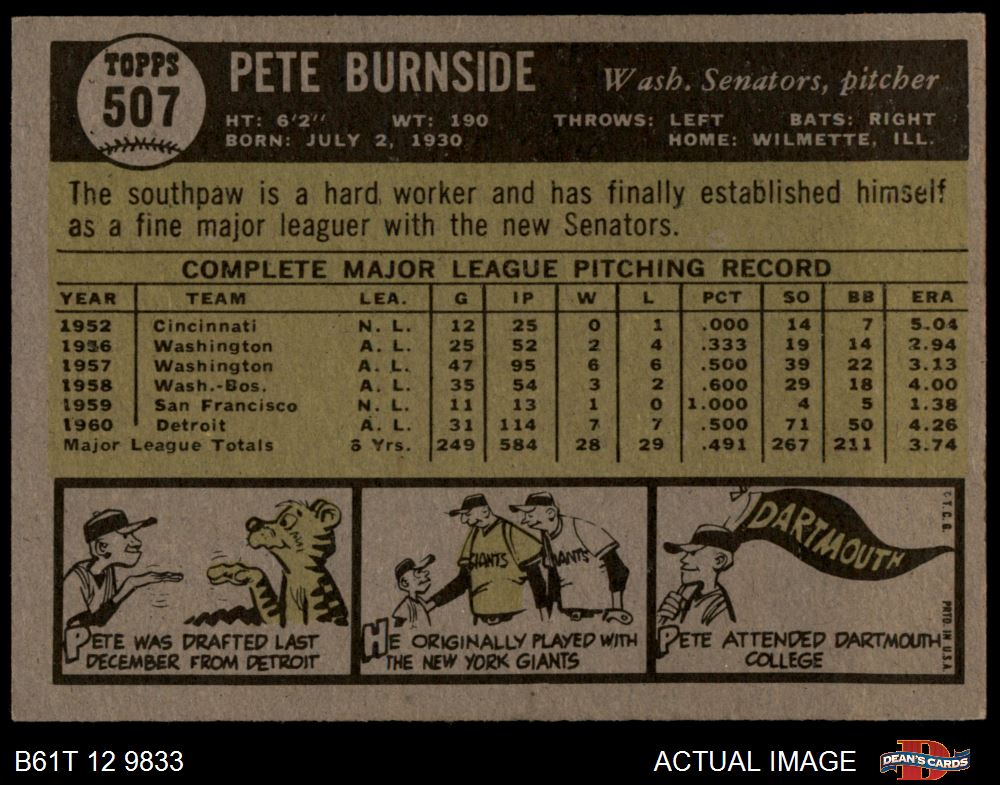 TOPPS
507
PETE BURNSIDE
Wash. Senators, pitcher
HT: 6'2" WT: 190 THROWS: LEFT BATS: RIGHT
BORN: JULY 2, 1930 HOME: WILMETTE, ILL.
The southpaw is a hard worker and has finally established himself
as a fine major leaguer with the new Senators.
COMPLETE MAJOR LEAGUE PITCHING RECORD
YEAR TEAM LEA. G IP W L PCT SO BB ERA
1952 Cincinnati N. L. 12 25 0 1 .000 14 7 5.04
1956 Washington A. L. 25 52 2 4 .333 19 14 2.94
1957 Washington A. L. 47 95 6 6 .500 39 22 3.13
1958 Wash.-Bos. A. L. 35 54 3 2 .600 29 18 4.00
1959 San Francisco N. L. 11 13 1 0 1.000 4 5 1.38
1960 Detroit A. L. 31 114 7 7 .500 71 50 4.26
Major League Totals 6 Yrs. 249 584 28 29 .491 267 211 3.74
GIANTS
GIANTS
DARTMOUTH
PETE WAS DRAFTED LAST
DECEMBER FROM DETROIT
HE ORIGINALLY PLAYED WITH
THE NEW YORK GIANTS
PETE ATTENDED DARTMOUTH
COLLEGE
© T. C. G.
PRTD. IN U.S.A.
B61T 12 9833
ACTUAL IMAGE
D
DEAN'S CARDS